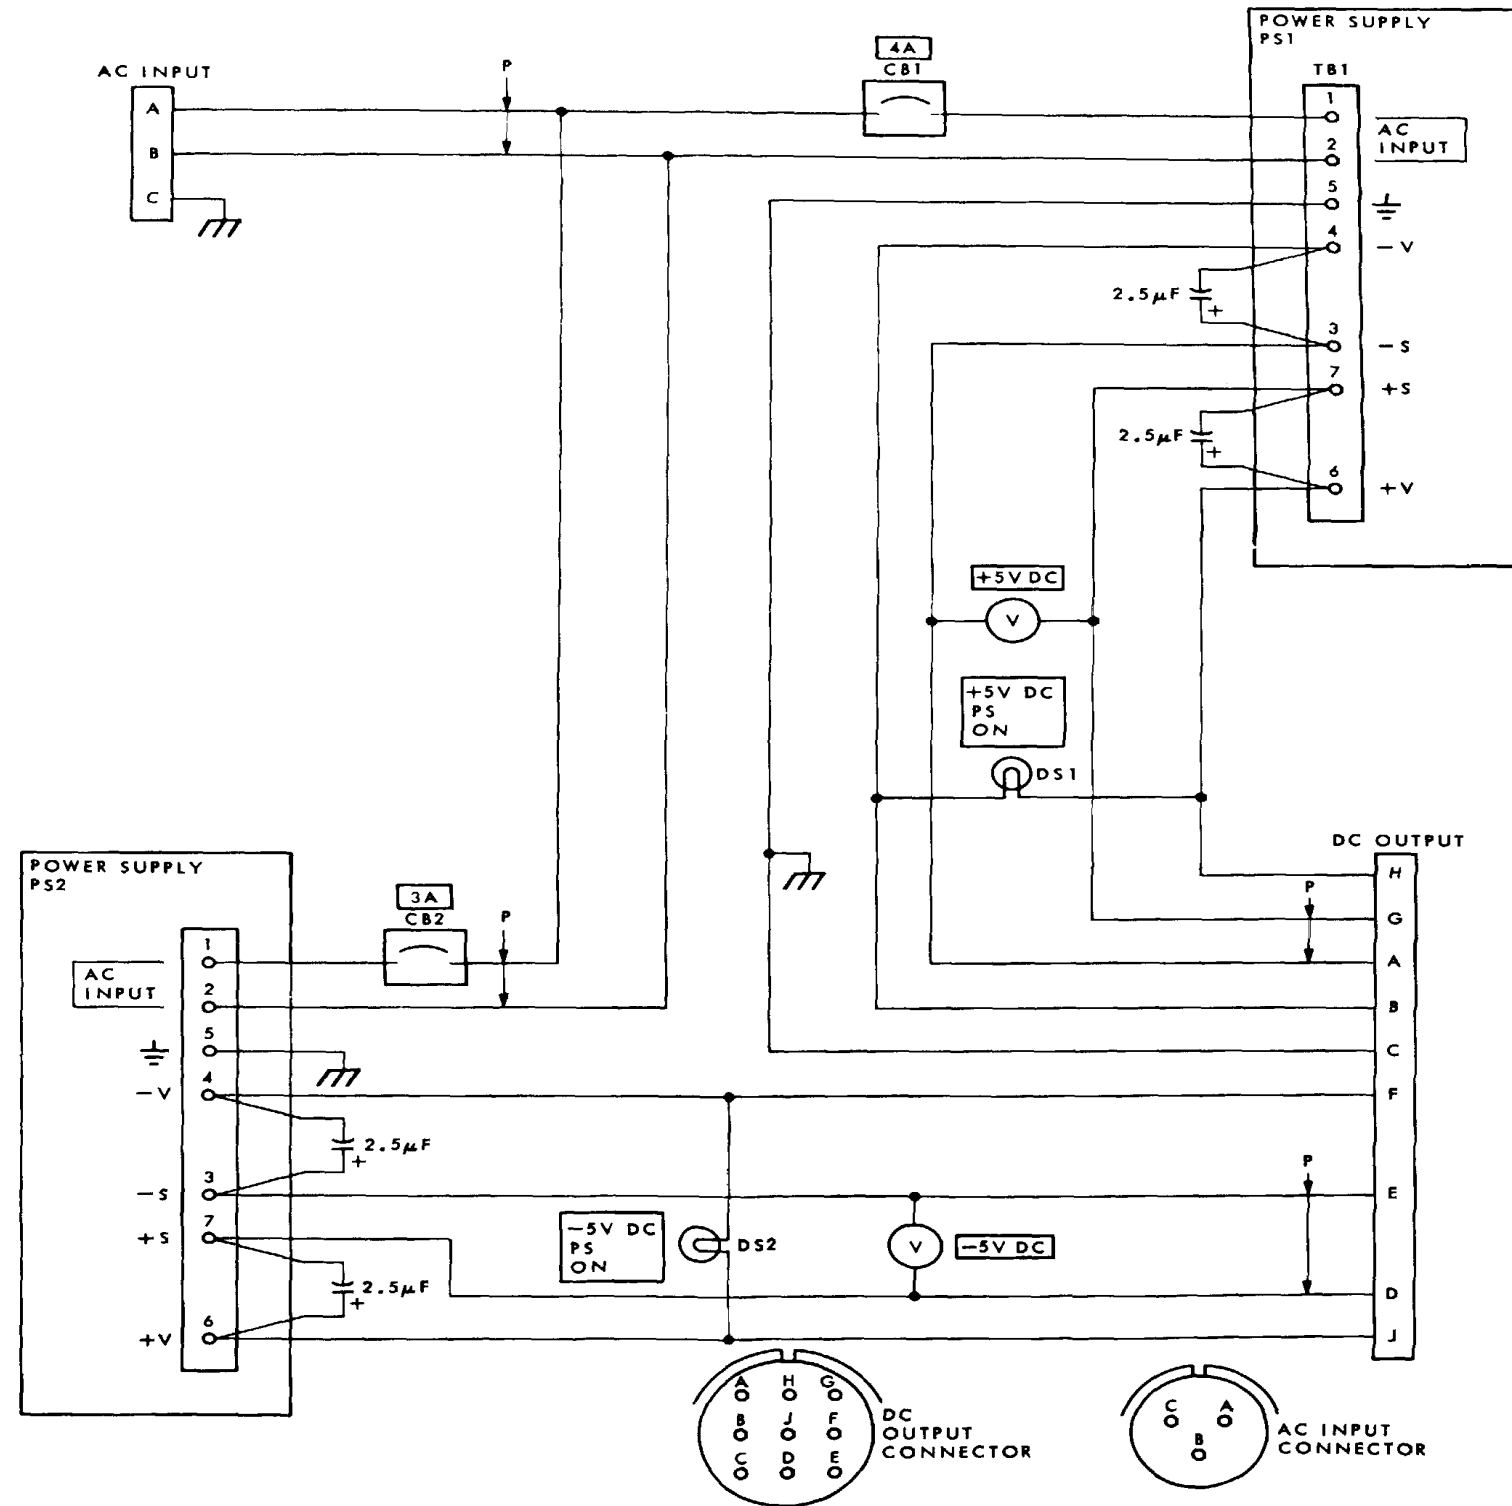 POWER SUPPLY
PS1
4A
CB1
AC INPUT
P
TB1
A
B
C
1
2
5
4
3
7
6
AC
INPUT
– V
– S
+S
+V
2.5µF
+
2.5µF
+
+5V DC
V
+5V DC
PS
ON
DS1
DC OUTPUT
H
G
A
B
C
F
E
D
J
P
P
POWER SUPPLY
PS2
3A
CB2
P
AC
INPUT
1
2
5
4
3
7
6
–V
–S
+S
+V
2.5µF
+
2.5µF
+
–5V DC
PS
ON
DS2
V
–5V DC
A H G
B J F
C D E
DC
OUTPUT
CONNECTOR
C A
B
AC INPUT
CONNECTOR